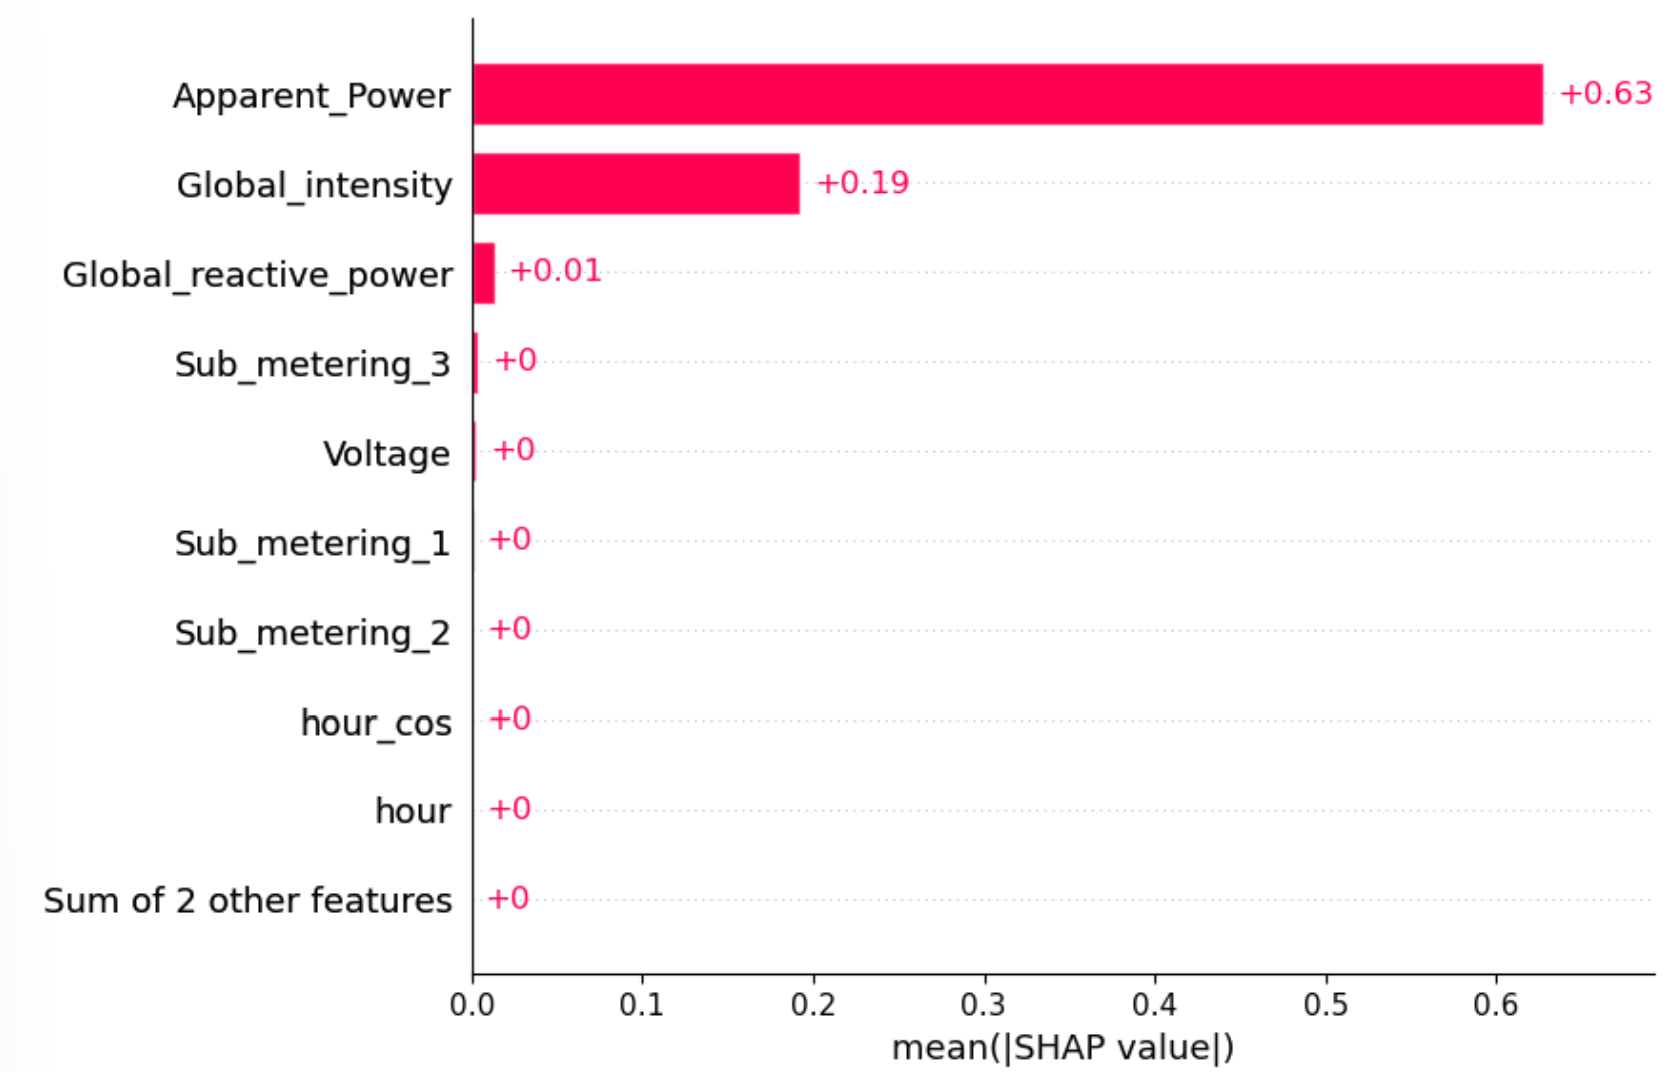 Apparent_Power +0.63
Global_intensity +0.19
Global_reactive_power +0.01
Sub_metering_3 +0
Voltage +0
Sub_metering_1 +0
Sub_metering_2 +0
hour_cos +0
hour +0
Sum of 2 other features +0
0.0 0.1 0.2 0.3 0.4 0.5 0.6
mean(|SHAP value|)